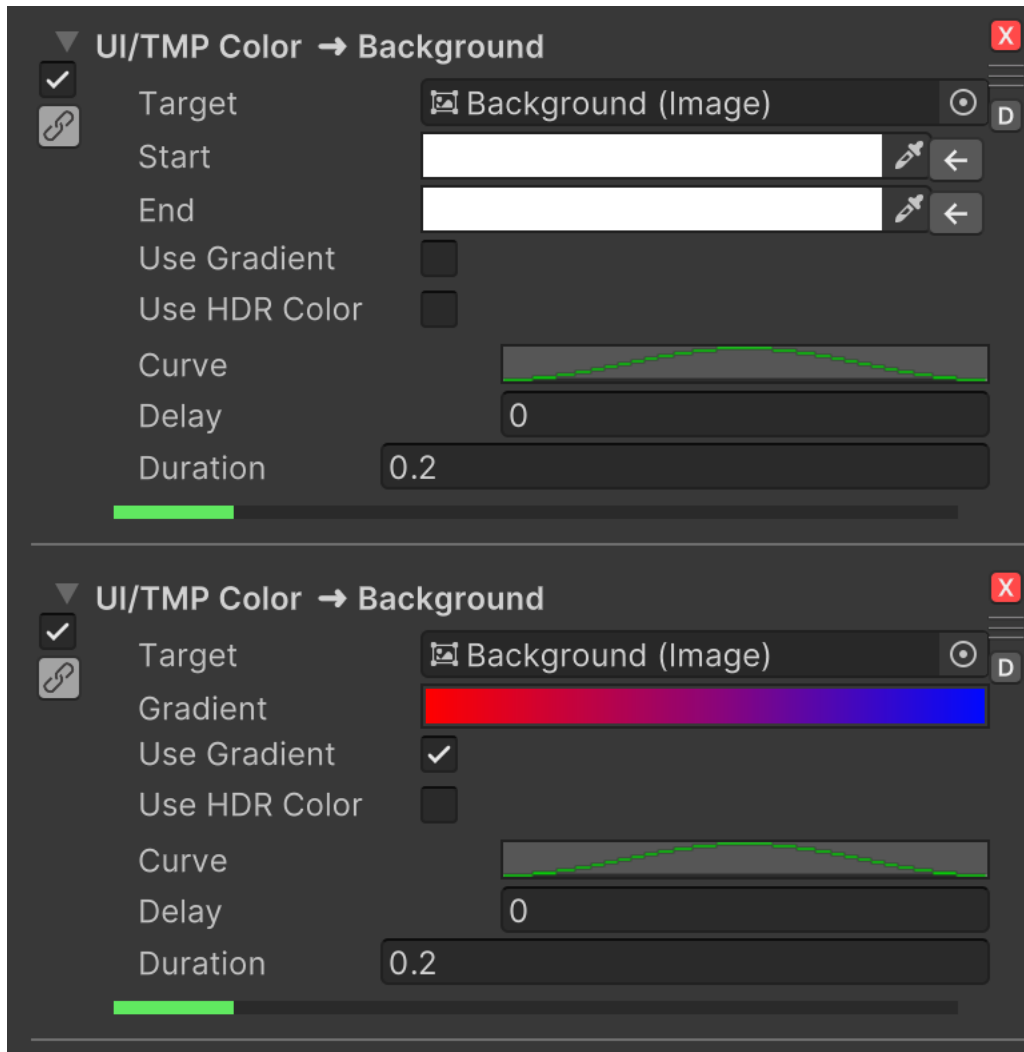 UI/TMP Color → Background
X
Target Background (Image)
D
Start
End
Use Gradient
Use HDR Color
Curve
Delay 0
Duration 0.2
UI/TMP Color → Background
X
Target Background (Image)
D
Gradient
Use Gradient
Use HDR Color
Curve
Delay 0
Duration 0.2